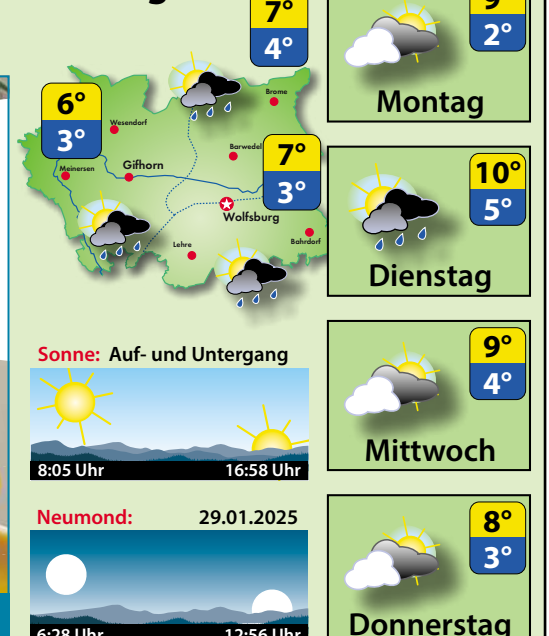 7°
4°
6°
3°
Brome
Wesendorf
Barwedel
7°
3°
Meinersen
Gifhorn
Wolfsburg
Lehre
Bahrdorf
Sonne: Auf- und Untergang
8:05 Uhr 16:58 Uhr
Neumond: 29.01.2025
6:28 Uhr 12:56 Uhr
9°
2°
Montag
10°
5°
Dienstag
9°
4°
Mittwoch
8°
3°
Donnerstag